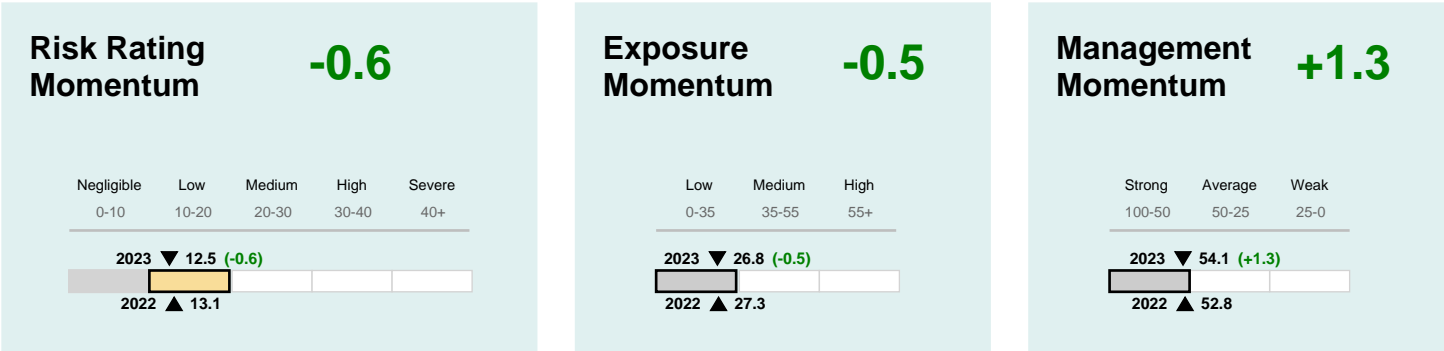 Risk Rating
Momentum
-0.6
Negligible Low Medium High Severe
0-10 10-20 20-30 30-40 40+
2023 ▼ 12.5 (-0.6)
2022 ▲ 13.1
Exposure
Momentum
-0.5
Low Medium High
0-35 35-55 55+
2023 ▼ 26.8 (-0.5)
2022 ▲ 27.3
Management
Momentum
+1.3
Strong Average Weak
100-50 50-25 25-0
2023 ▼ 54.1 (+1.3)
2022 ▲ 52.8